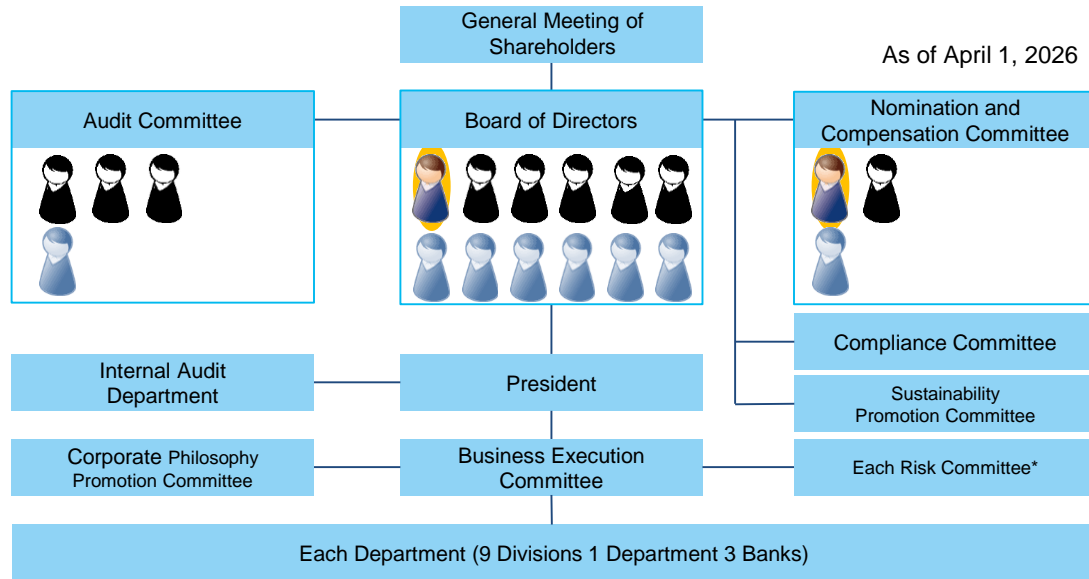 General Meeting of
Shareholders
As of April 1, 2026
Audit Committee
Board of Directors
Nomination and
Compensation Committee
Compliance Committee
Internal Audit
Department
President
Sustainability
Promotion Committee
Corporate Philosophy
Promotion Committee
Business Execution
Committee
Each Risk Committee*
Each Department (9 Divisions 1 Department 3 Banks)